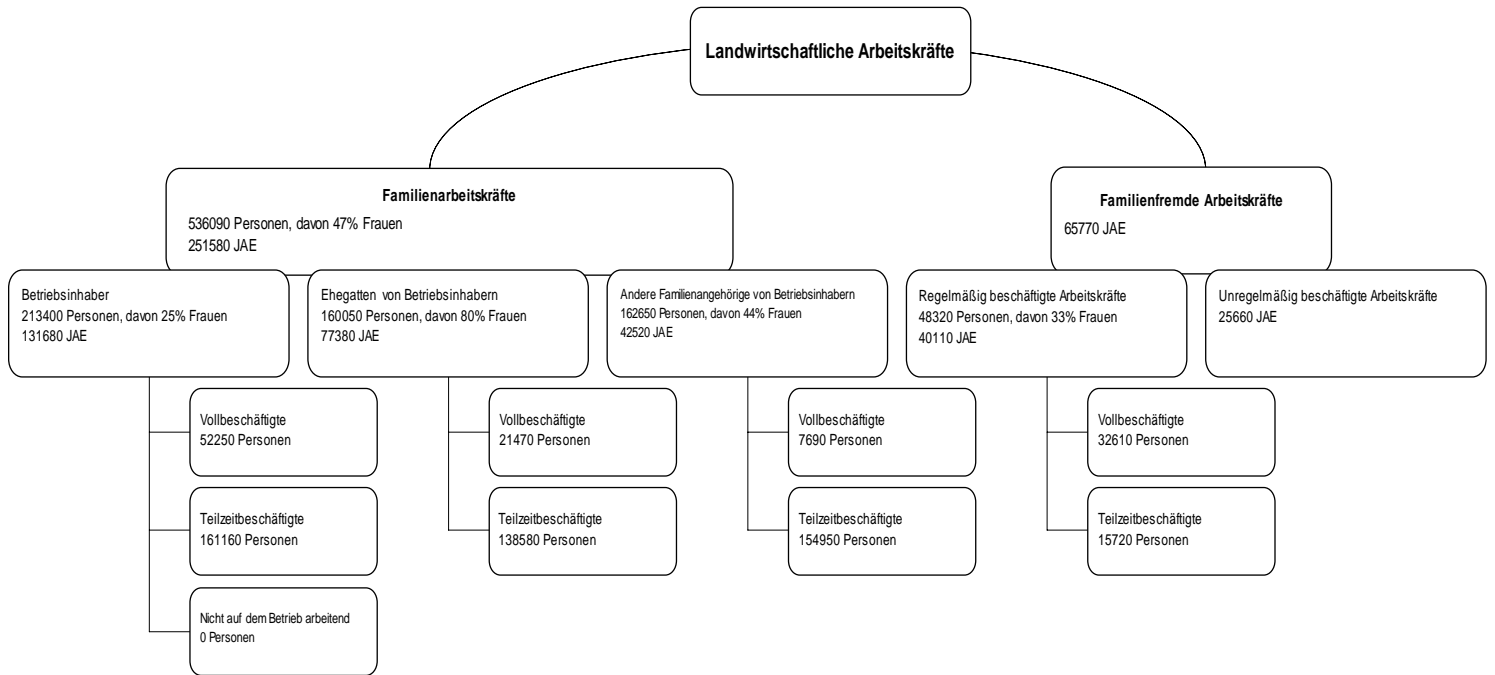 Landwirtschaftliche Arbeitskräfte
Familienarbeitskräfte
536090 Personen, davon 47% Frauen
251580 JAE
Familienfremde Arbeitskräfte
65770 JAE
Betriebsinhaber
213400 Personen, davon 25% Frauen
131680 JAE
Ehegatten von Betriebsinhabern
160050 Personen, davon 80% Frauen
77380 JAE
Andere Familienangehörige von Betriebsinhabern
162650 Personen, davon 44% Frauen
42520 JAE
Regelmäßig beschäftigte Arbeitskräfte
48320 Personen, davon 33% Frauen
40110 JAE
Unregelmäßig beschäftigte Arbeitskräfte
25660 JAE
Vollbeschäftigte
52250 Personen
Vollbeschäftigte
21470 Personen
Vollbeschäftigte
7690 Personen
Vollbeschäftigte
32610 Personen
Teilzeitbeschäftigte
161160 Personen
Teilzeitbeschäftigte
138580 Personen
Teilzeitbeschäftigte
154950 Personen
Teilzeitbeschäftigte
15720 Personen
Nicht auf dem Betrieb arbeitend
0 Personen